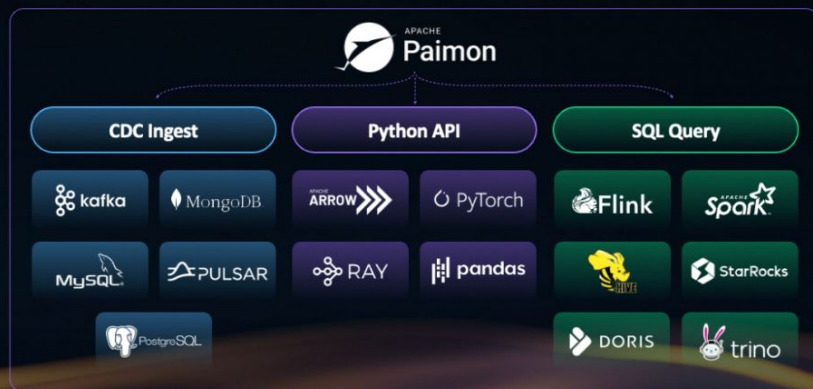 APACHE
Paimon
CDC Ingest
Python API
SQL Query
kafka
MongoDB
APACHE
ARROW
PyTorch
Flink
APACHE
Spark
MySQL
PULSAR
RAY
pandas
HIVE
StarRocks
PostgreSQL
DORIS
trino